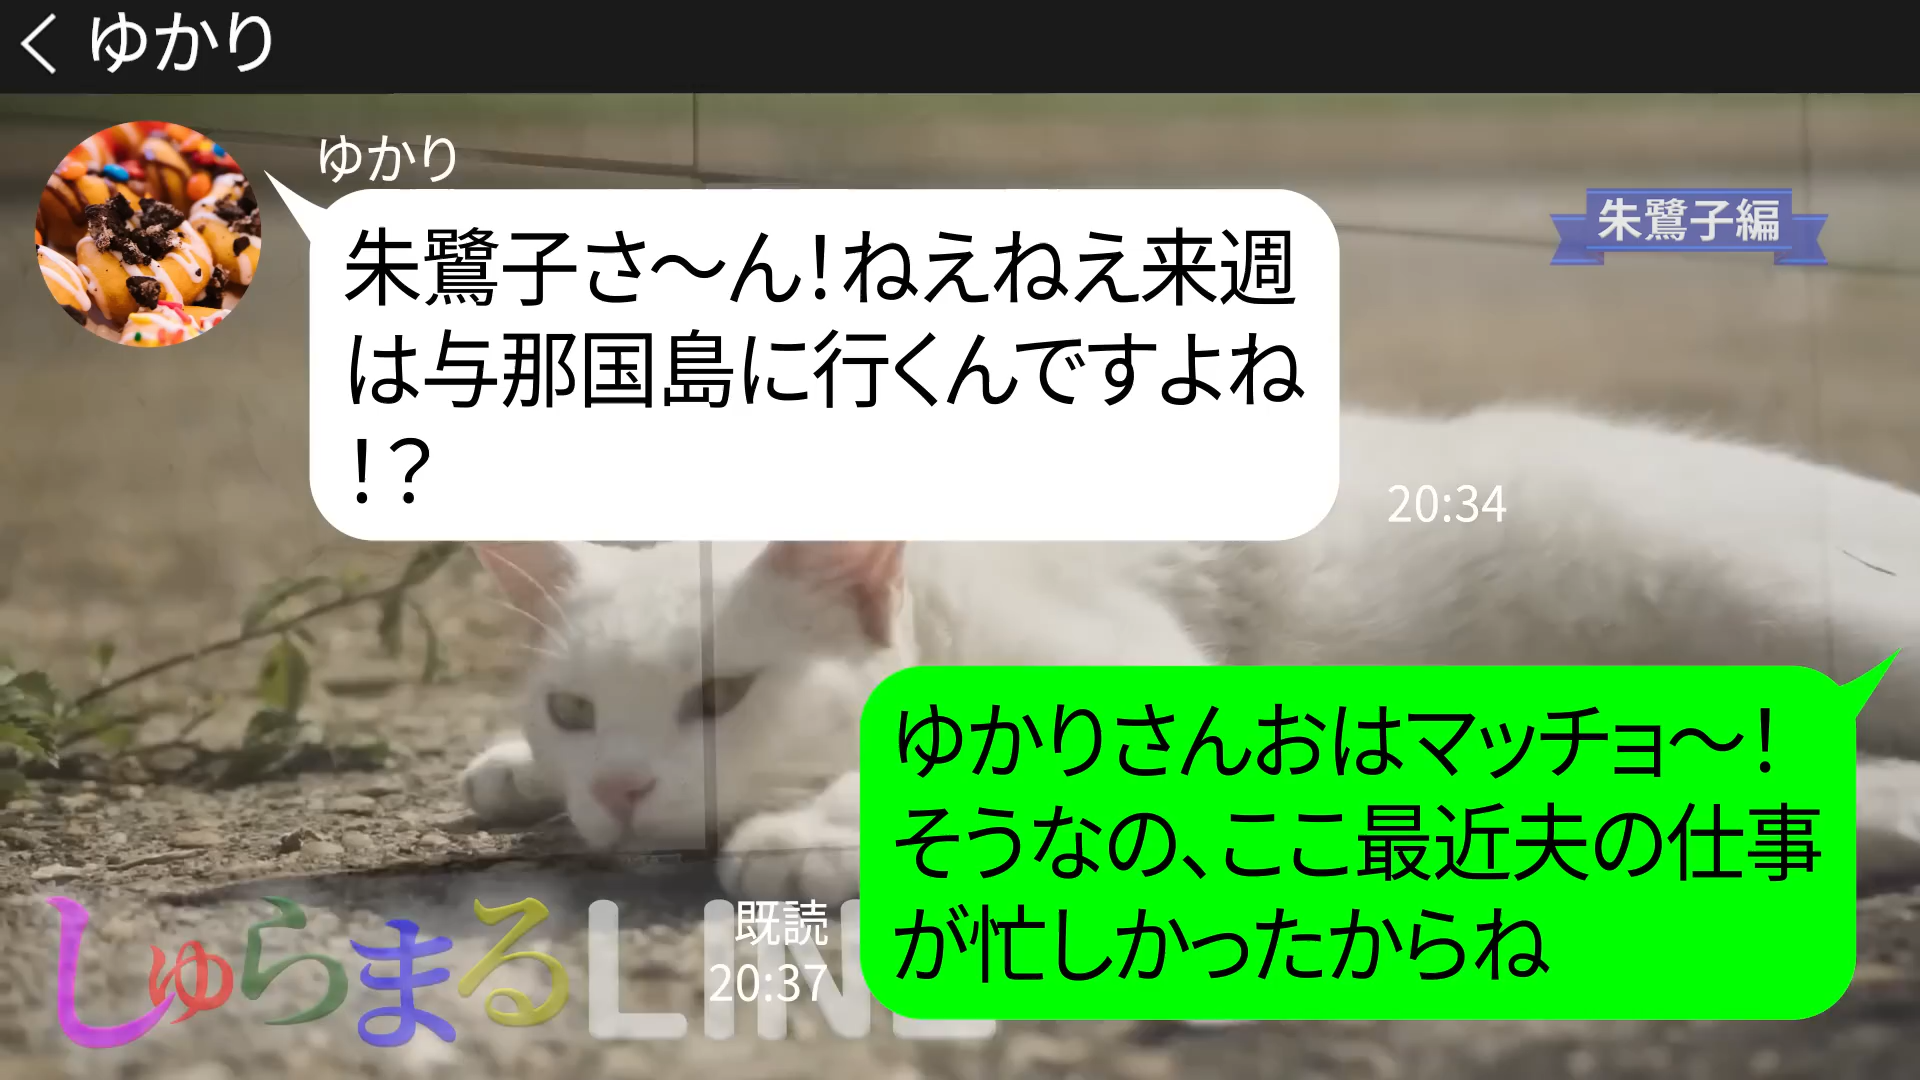 ゆかり
ゆかり
朱鷺子さ〜ん！ねえねえ来週
は与那国島に行くんですよね
！？
20:34
朱鷺子編
ゆかりさんおはマッチョ〜！
そうなの、ここ最近夫の仕事
が忙しかったからね
既読
20:37
しゅらまるLINE